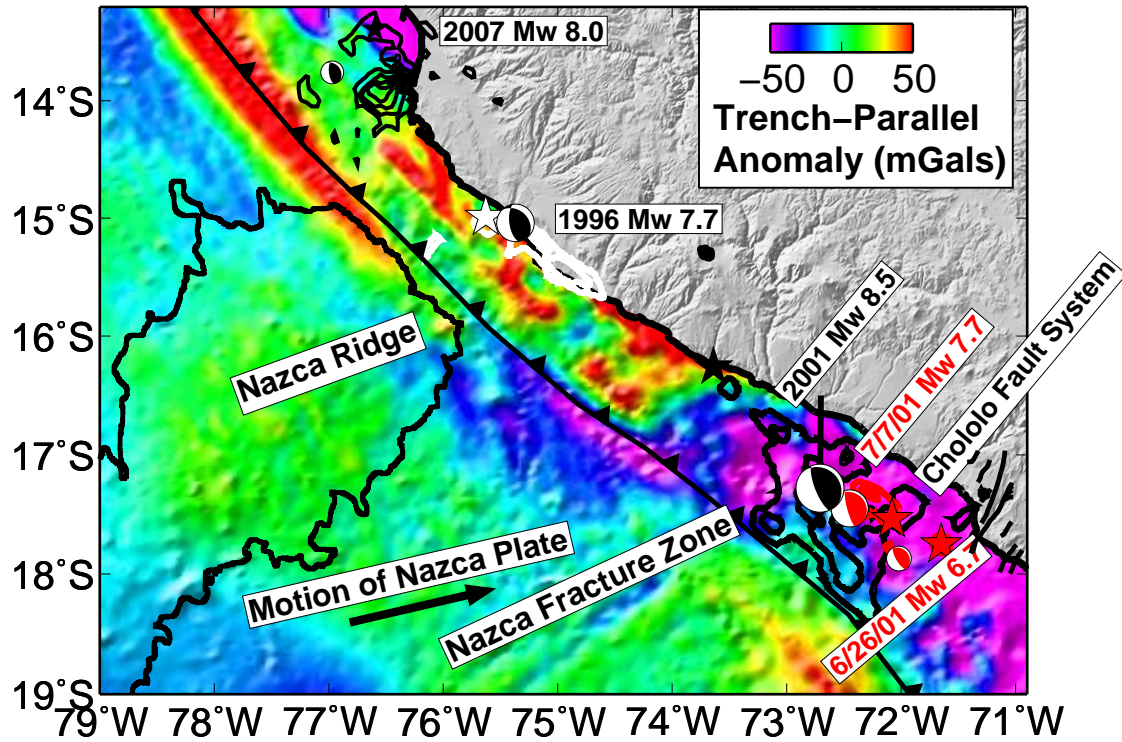 2007 Mw 8.0
−50 0 50
Trench−Parallel
Anomaly (mGals)
14˚S
15˚S
1996 Mw 7.7
16˚S
Nazca Ridge
2001 Mw 8.5
7/7/01 Mw 7.7
Chololo Fault System
17˚S
Motion of Nazca Plate
Nazca Fracture Zone
6/26/01 Mw 6.7
18˚S
19˚S
79˚W 78˚W 77˚W 76˚W 75˚W 74˚W 73˚W 72˚W 71˚W